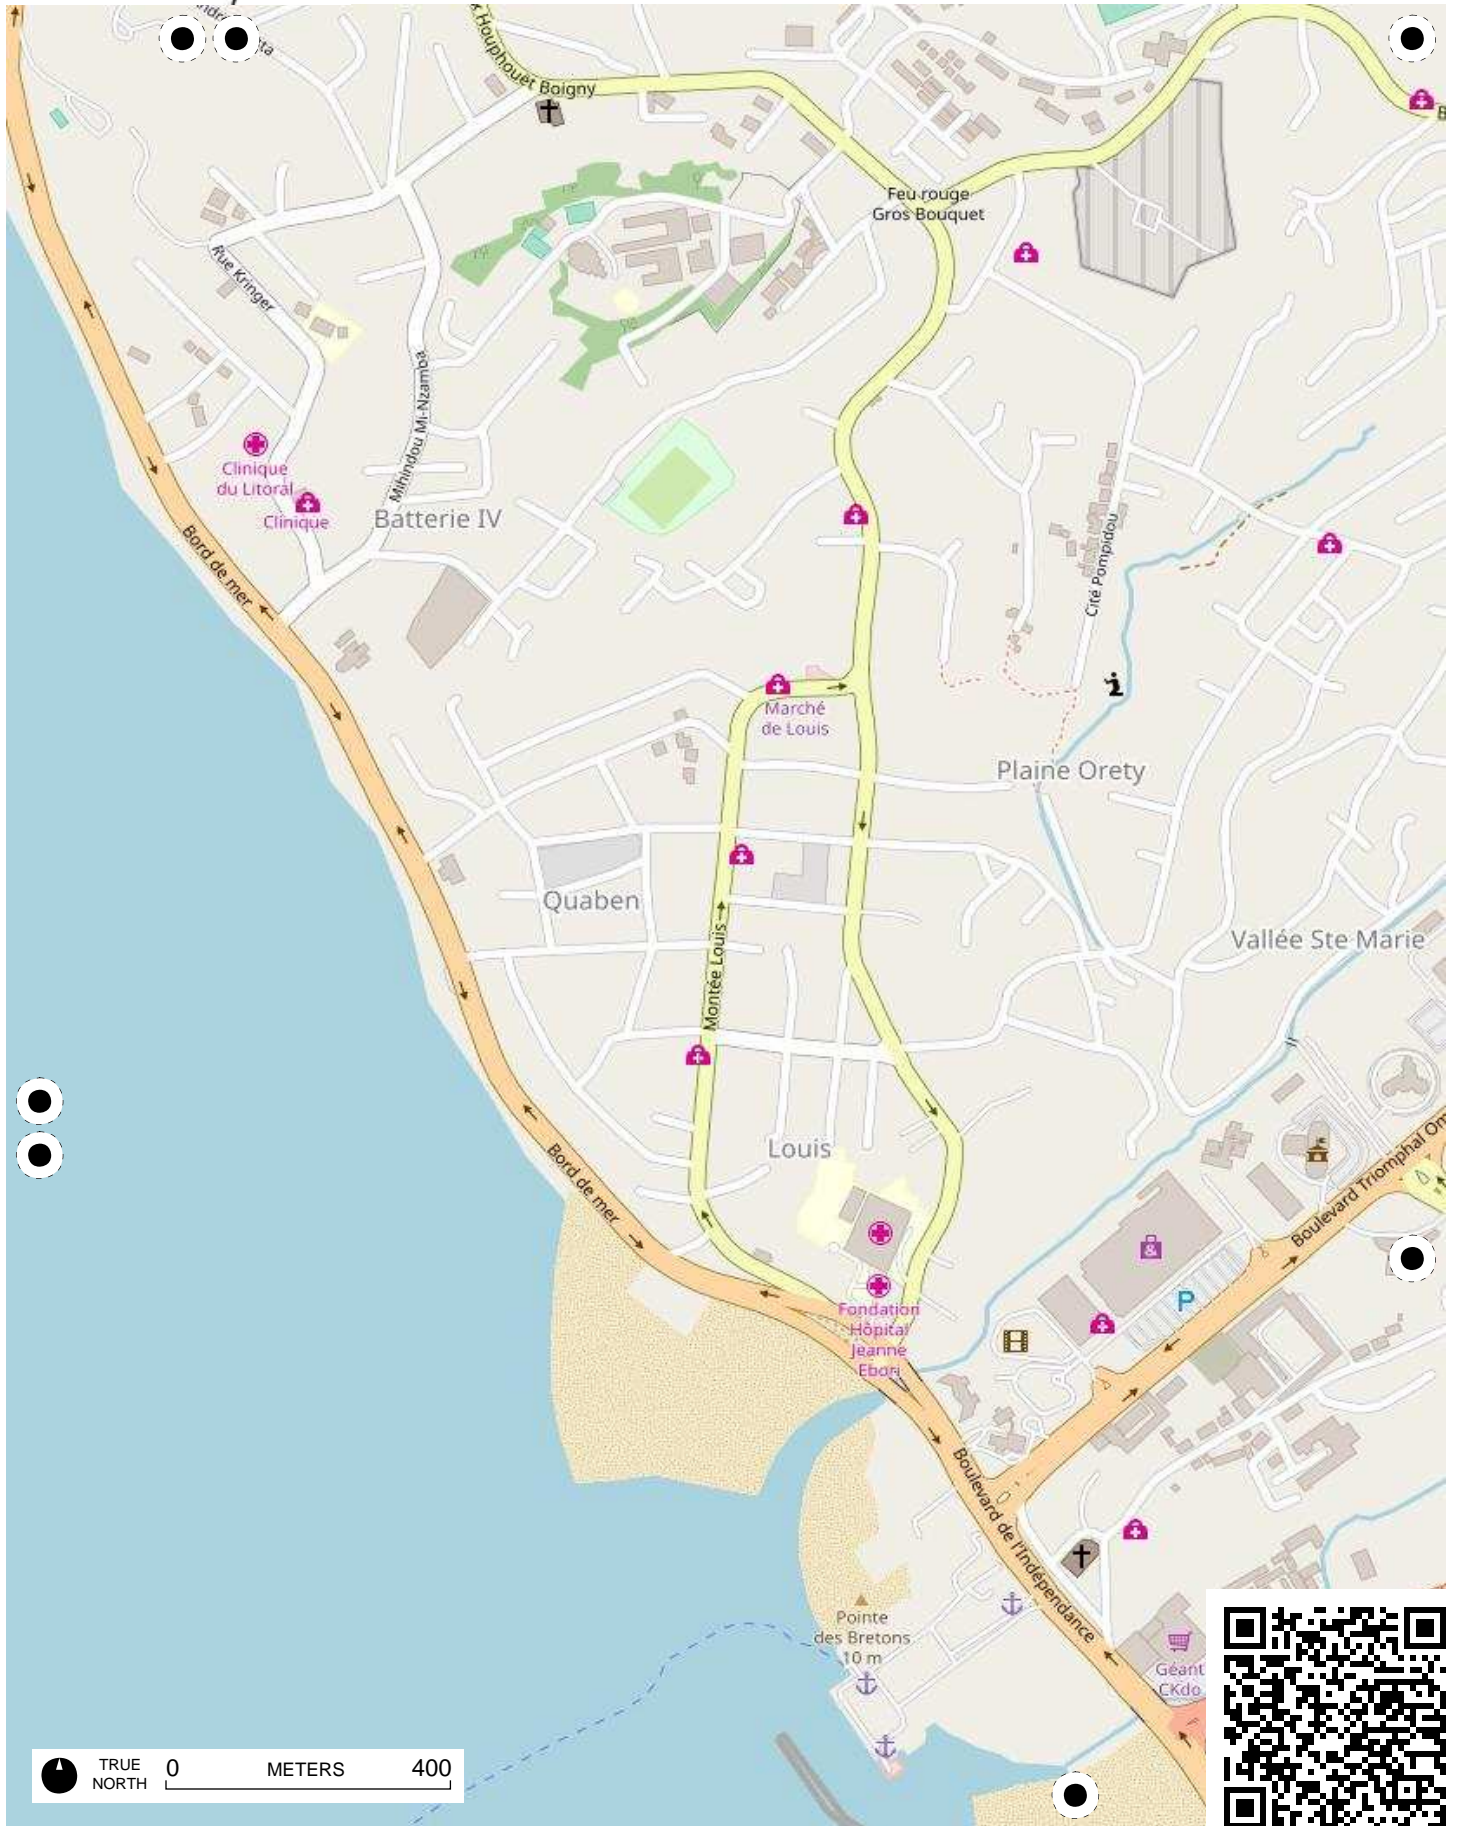 Houphouët Boigny
Feu rouge
Gros Bouquet
Rue Kringer
Mihindou Mi-Nzamba
Clinique
du Litoral
Clinique
Batterie IV
Bord de mer
Cité Pompidou
Marché
de Louis
Plaine Orety
Quaben
Vallée Ste Marie
Montée Louis
Louis
Bord de mer
Boulevard Triomphal
&
P
Fondation
Hôpital
Jeanne
Ebori
Boulevard de l'Indépendance
Pointe
des Bretons
10 m
Géant
CKdo
TRUE
NORTH
0 METERS 400